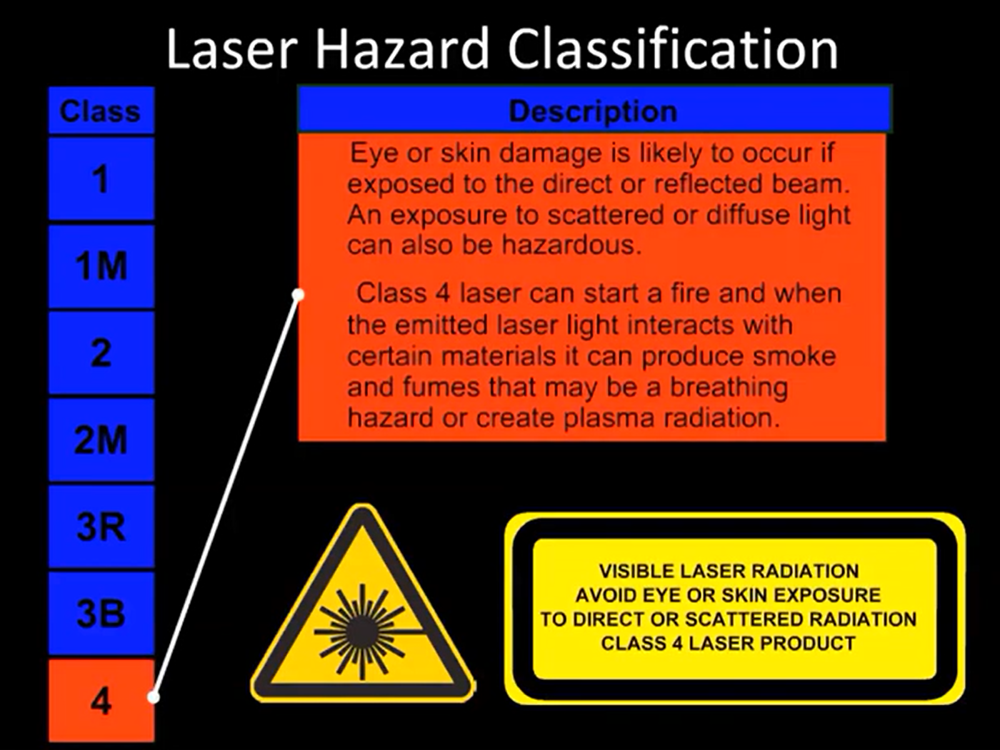 Laser Hazard Classification
Class
1
1M
2
2M
3R
3B
4
Description
Eye or skin damage is likely to occur if
exposed to the direct or reflected beam.
An exposure to scattered or diffuse light
can also be hazardous.
Class 4 laser can start a fire and when
the emitted laser light interacts with
certain materials it can produce smoke
and fumes that may be a breathing
hazard or create plasma radiation.
VISIBLE LASER RADIATION
AVOID EYE OR SKIN EXPOSURE
TO DIRECT OR SCATTERED RADIATION
CLASS 4 LASER PRODUCT